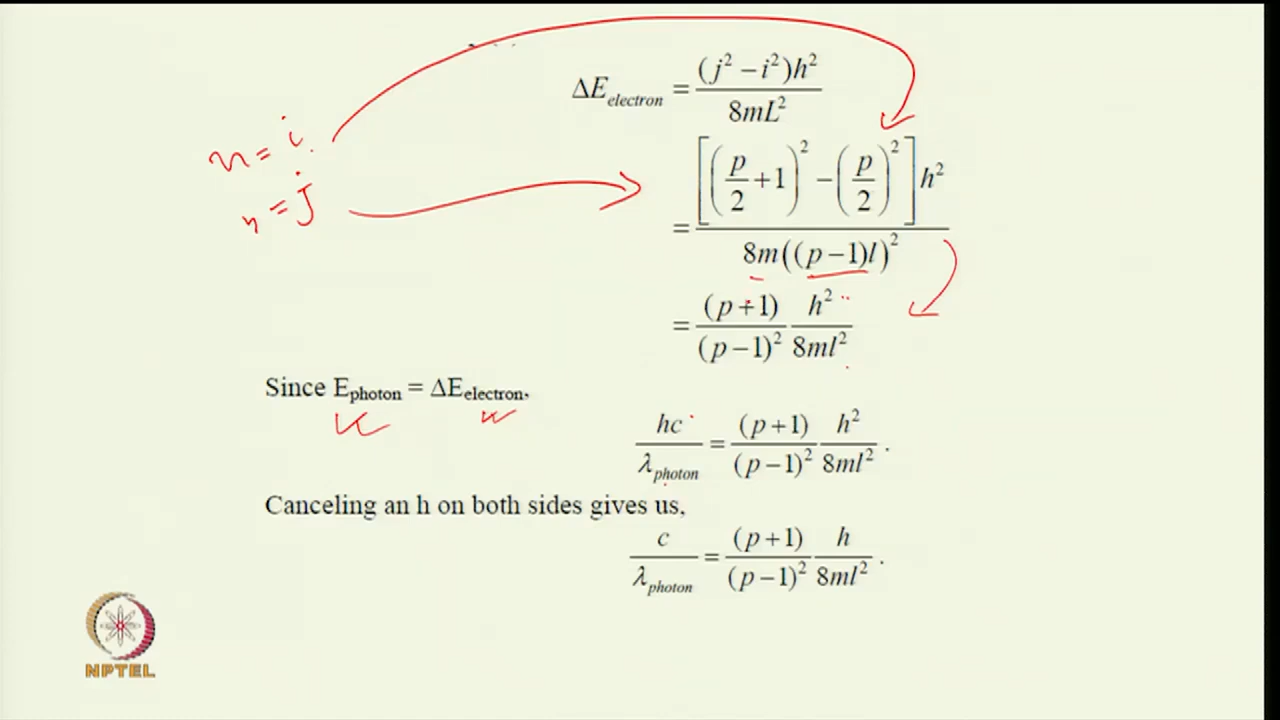 ΔE_electron = (j² − i²)h² / 8mL²
n = i
n = j
= [(p/2 + 1)² − (p/2)²] h² / 8m((p − 1)l)²
= (p + 1) / (p − 1)² h² / 8ml²
Since E_photon = ΔE_electron,
hc / λ_photon = (p + 1) / (p − 1)² h² / 8ml² .
Canceling an h on both sides gives us,
c / λ_photon = (p + 1) / (p − 1)² h / 8ml² .
NPTEL